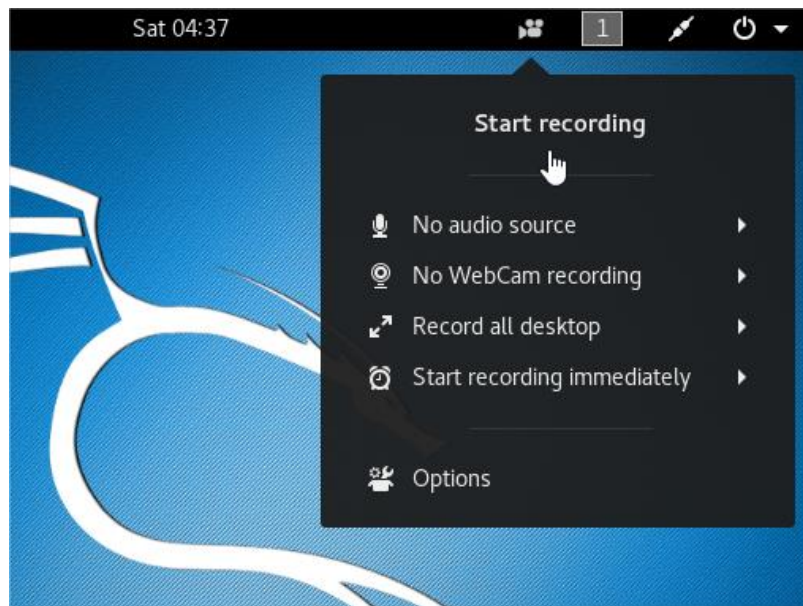 Sat 04:37
1
Start recording
No audio source
No WebCam recording
Record all desktop
Start recording immediately
Options